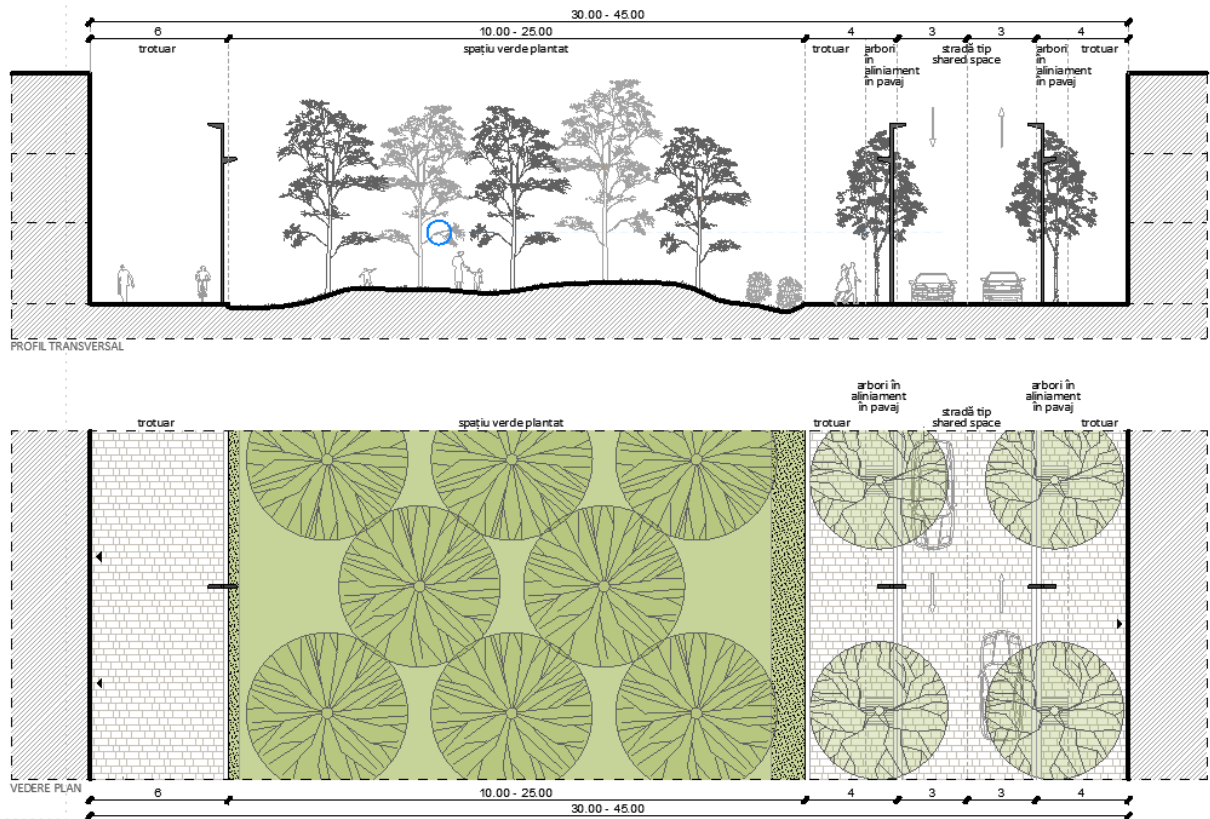 30.00 - 45.00
6
10.00 - 25.00
4
3
3
4
trotuar
spațiu verde plantat
trotuar
arbori
în
aliniament
în pavaj
stradă tip
shared space
arbori
în
aliniament
în pavaj
trotuar
PROFIL TRANSVERSAL
arbori în
aliniament
în pavaj
arbori în
aliniament
în pavaj
trotuar
spațiu verde plantat
trotuar
stradă tip
shared space
trotuar
VEDERE PLAN
6
10.00 - 25.00
4
3
3
4
30.00 - 45.00